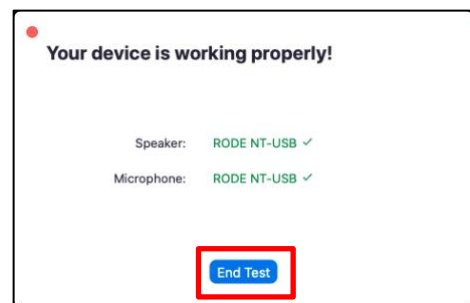 Your device is working properly!
Speaker: RODE NT-USB ✓
Microphone: RODE NT-USB ✓
End Test